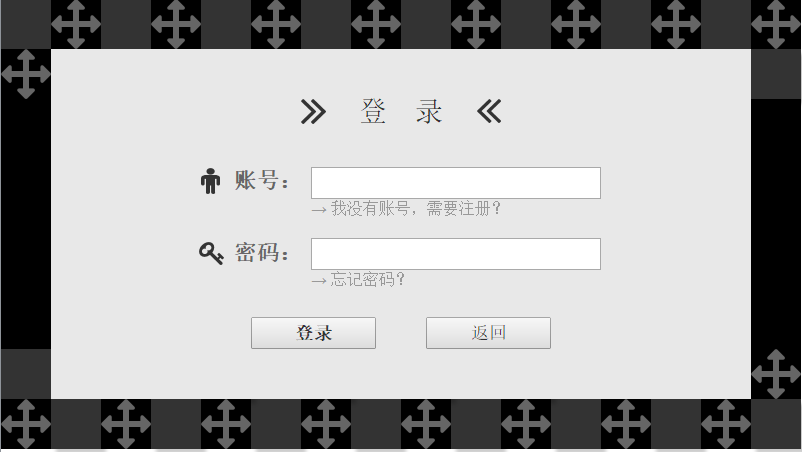 登 录
账号：
→ 我没有账号，需要注册？
密码：
→ 忘记密码？
登录 返回